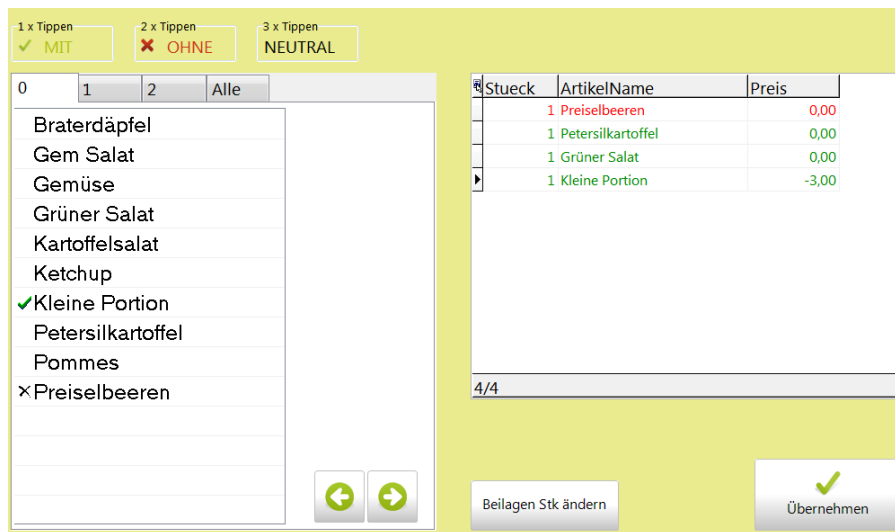 1 x Tippen
MIT
2 x Tippen
OHNE
3 x Tippen
NEUTRAL
0 1 2 Alle
Braterdäpfel
Gem Salat
Gemüse
Grüner Salat
Kartoffelsalat
Ketchup
Kleine Portion
Petersilkartoffel
Pommes
Preiselbeeren
Stueck ArtikelName Preis
1 Preiselbeeren 0,00
1 Petersilkartoffel 0,00
1 Grüner Salat 0,00
1 Kleine Portion -3,00
4/4
Beilagen Stk ändern
Übernehmen